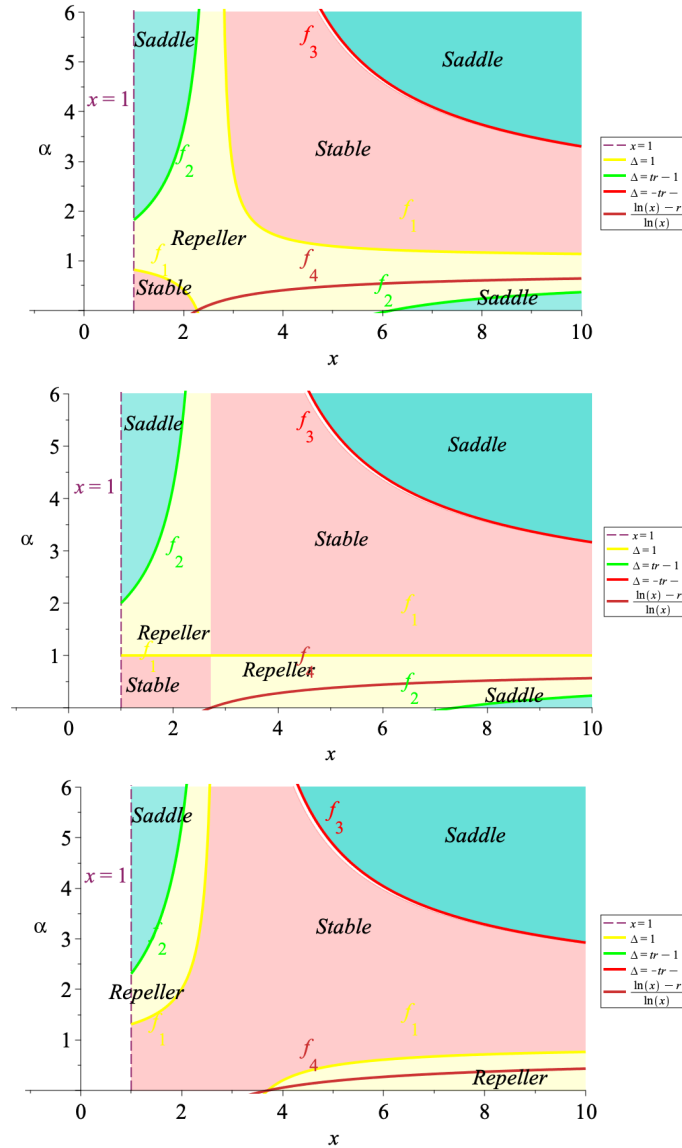 6
5
4
α
3
2
1
0
2
4
6
8
10
x
Saddle
x = 1
f2
f3
Saddle
Stable
f1
Repeller
f1
f4
Stable
f2
Saddle
x = 1
Δ = 1
Δ = tr − 1
Δ = −tr −
ln(x) − r
ln(x)
6
5
4
α
3
2
1
0
2
4
6
8
10
x
Saddle
x = 1
f2
f3
Saddle
Stable
f1
Repeller
f1
f4
Repeller
Stable
f2
Saddle
x = 1
Δ = 1
Δ = tr − 1
Δ = −tr −
ln(x) − r
ln(x)
6
5
4
α
3
2
1
0
2
4
6
8
10
x
Saddle
x = 1
f2
f3
Saddle
Stable
Repeller
f1
f1
f4
Repeller
x = 1
Δ = 1
Δ = tr − 1
Δ = −tr −
ln(x) − r
ln(x)